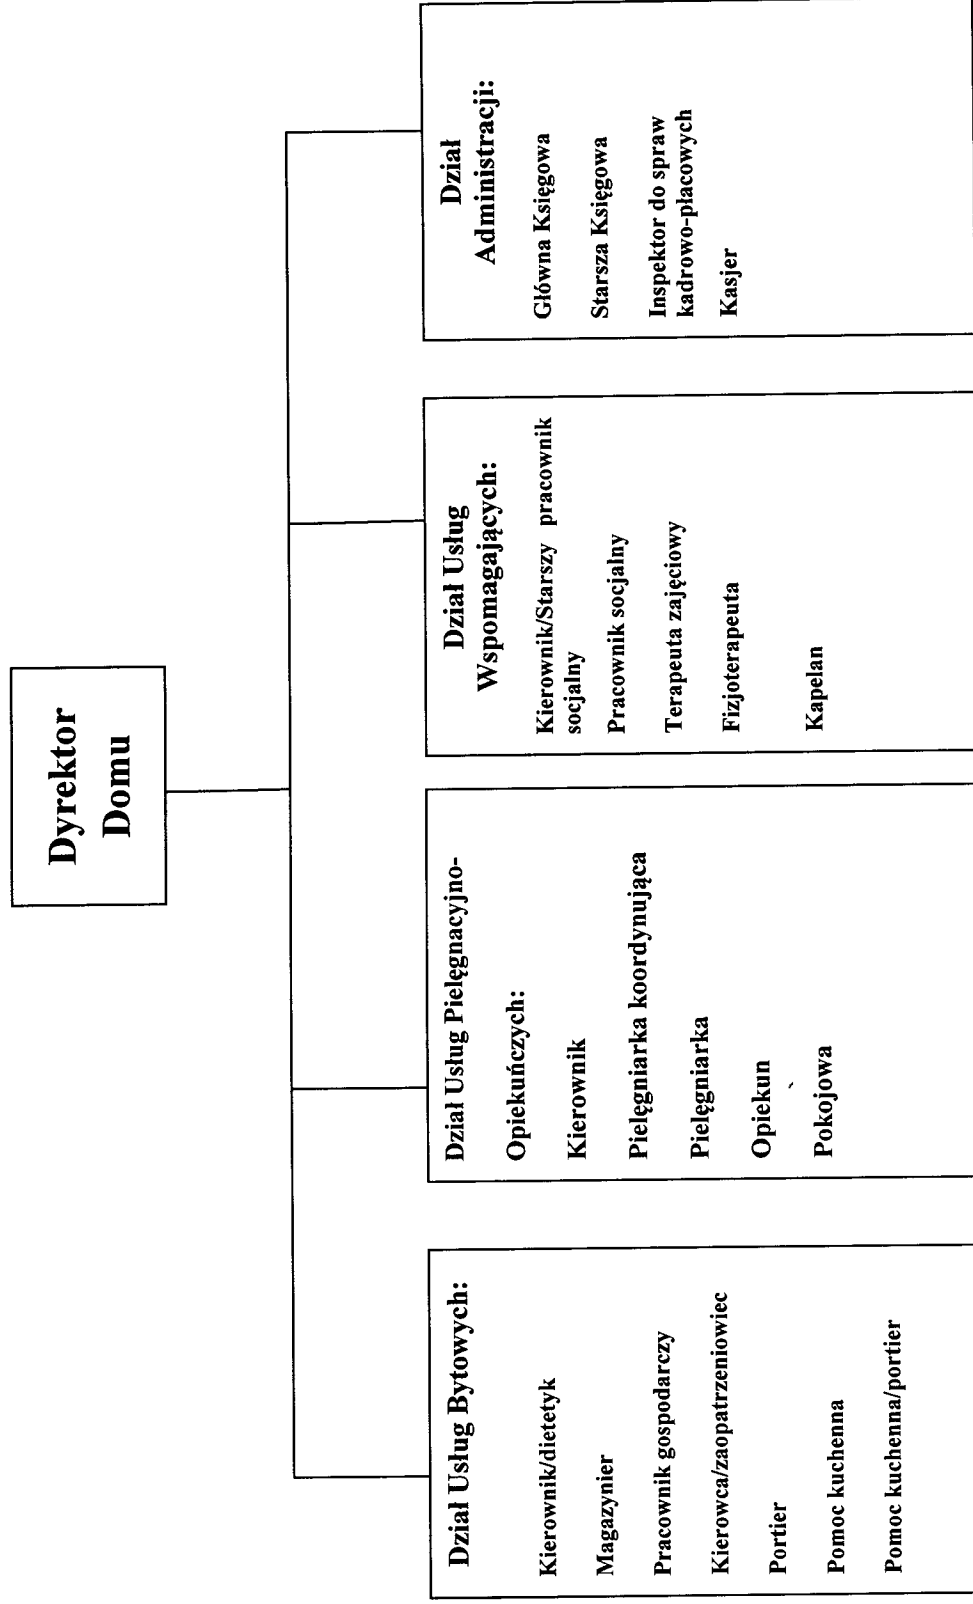 Dyrektor
Domu
Dział Usług Bytowych:
Kierownik/dietetyk
Magazynier
Pracownik gospodarczy
Kierowca/zaopatrzeniowiec
Portier
Pomoc kuchenna
Pomoc kuchenna/portier
Dział Usług Pielęgnacyjno-
Opiekuńczych:
Kierownik
Pielęgniarka koordynująca
Pielęgniarka
Opiekun
Pokojowa
Dział Usług
Wspomagających:
Kierownik/Starszy pracownik
socjalny
Pracownik socjalny
Terapeuta zajęciowy
Fizjoterapeuta
Kapelan
Dział
Administracji:
Główna Księgowa
Starsza Księgowa
Inspektor do spraw
kadrowo-płacowych
Kasjer